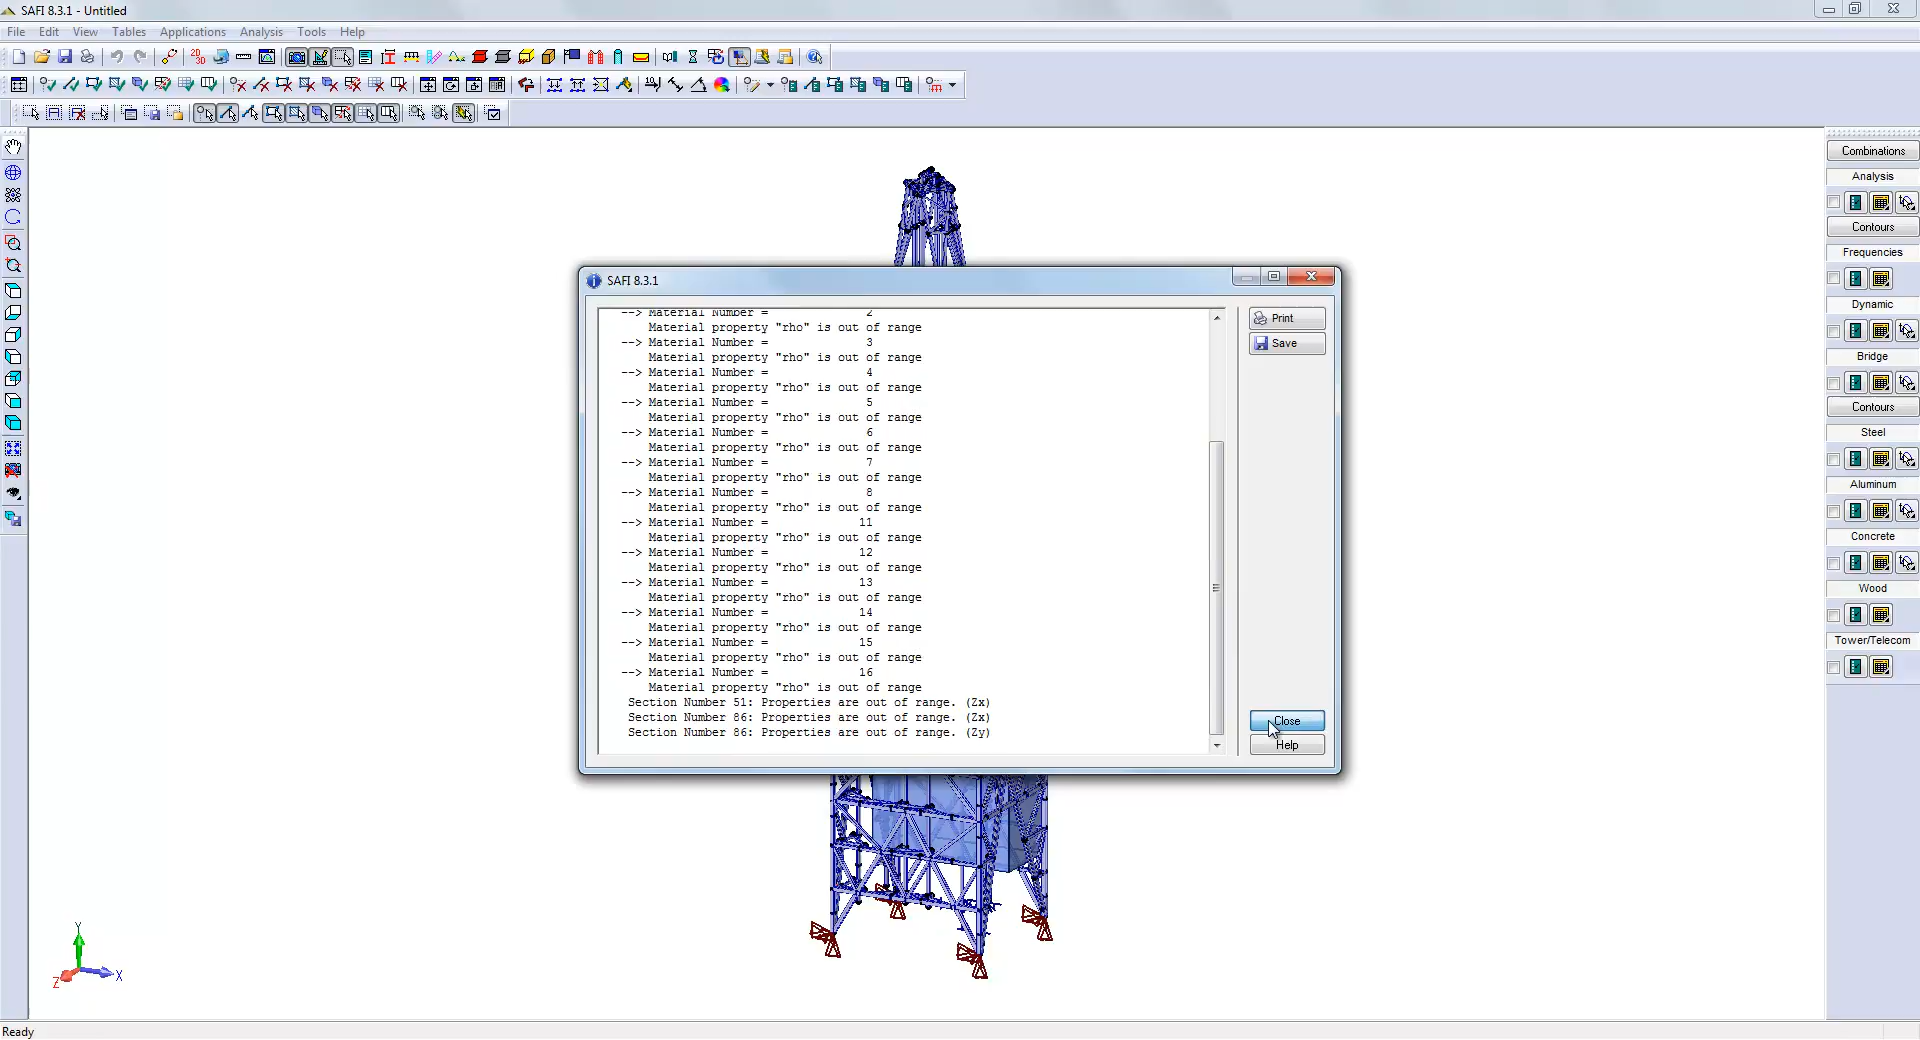 SAFI 8.3.1 - Untitled
File Edit View Tables Applications Analysis Tools Help
SAFI 8.3.1
--> Material Number = 2
Material property "rho" is out of range
--> Material Number = 3
Material property "rho" is out of range
--> Material Number = 4
Material property "rho" is out of range
--> Material Number = 5
Material property "rho" is out of range
--> Material Number = 6
Material property "rho" is out of range
--> Material Number = 7
Material property "rho" is out of range
--> Material Number = 8
Material property "rho" is out of range
--> Material Number = 11
Material property "rho" is out of range
--> Material Number = 12
Material property "rho" is out of range
--> Material Number = 13
Material property "rho" is out of range
--> Material Number = 14
Material property "rho" is out of range
--> Material Number = 15
Material property "rho" is out of range
--> Material Number = 16
Material property "rho" is out of range
Section Number 51: Properties are out of range. (Zx)
Section Number 86: Properties are out of range. (Zx)
Section Number 86: Properties are out of range. (Zy)
Print
Save
Close
Help
Combinations
Analysis
Contours
Frequencies
Dynamic
Bridge
Contours
Steel
Aluminum
Concrete
Wood
Tower/Telecom
Y
Z
X
Ready